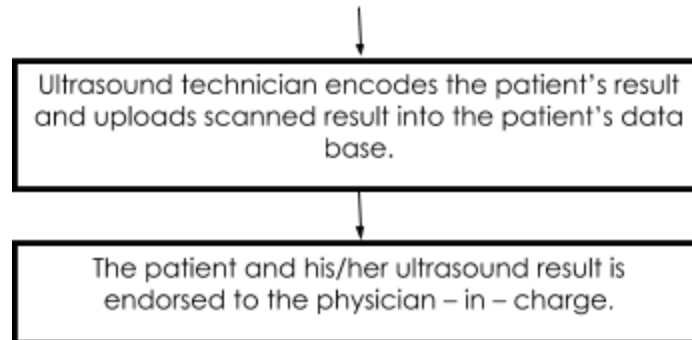 Ultrasound technician encodes the patient’s result
and uploads scanned result into the patient’s data
base.
The patient and his/her ultrasound result is
endorsed to the physician – in – charge.